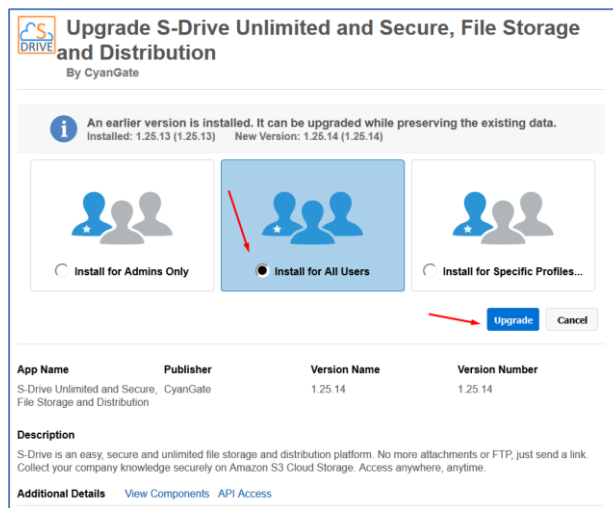 S
DRIVE
Upgrade S-Drive Unlimited and Secure, File Storage
and Distribution
By CyanGate
i
An earlier version is installed. It can be upgraded while preserving the existing data.
Installed: 1.25.13 (1.25.13) New Version: 1.25.14 (1.25.14)
Install for Admins Only
Install for All Users
Install for Specific Profiles...
Upgrade
Cancel
App Name Publisher Version Name Version Number
S-Drive Unlimited and Secure, CyanGate 1.25.14 1.25.14
File Storage and Distribution
Description
S-Drive is an easy, secure and unlimited file storage and distribution platform. No more attachments or FTP, just send a link.
Collect your company knowledge securely on Amazon S3 Cloud Storage. Access anywhere, anytime.
Additional Details View Components API Access